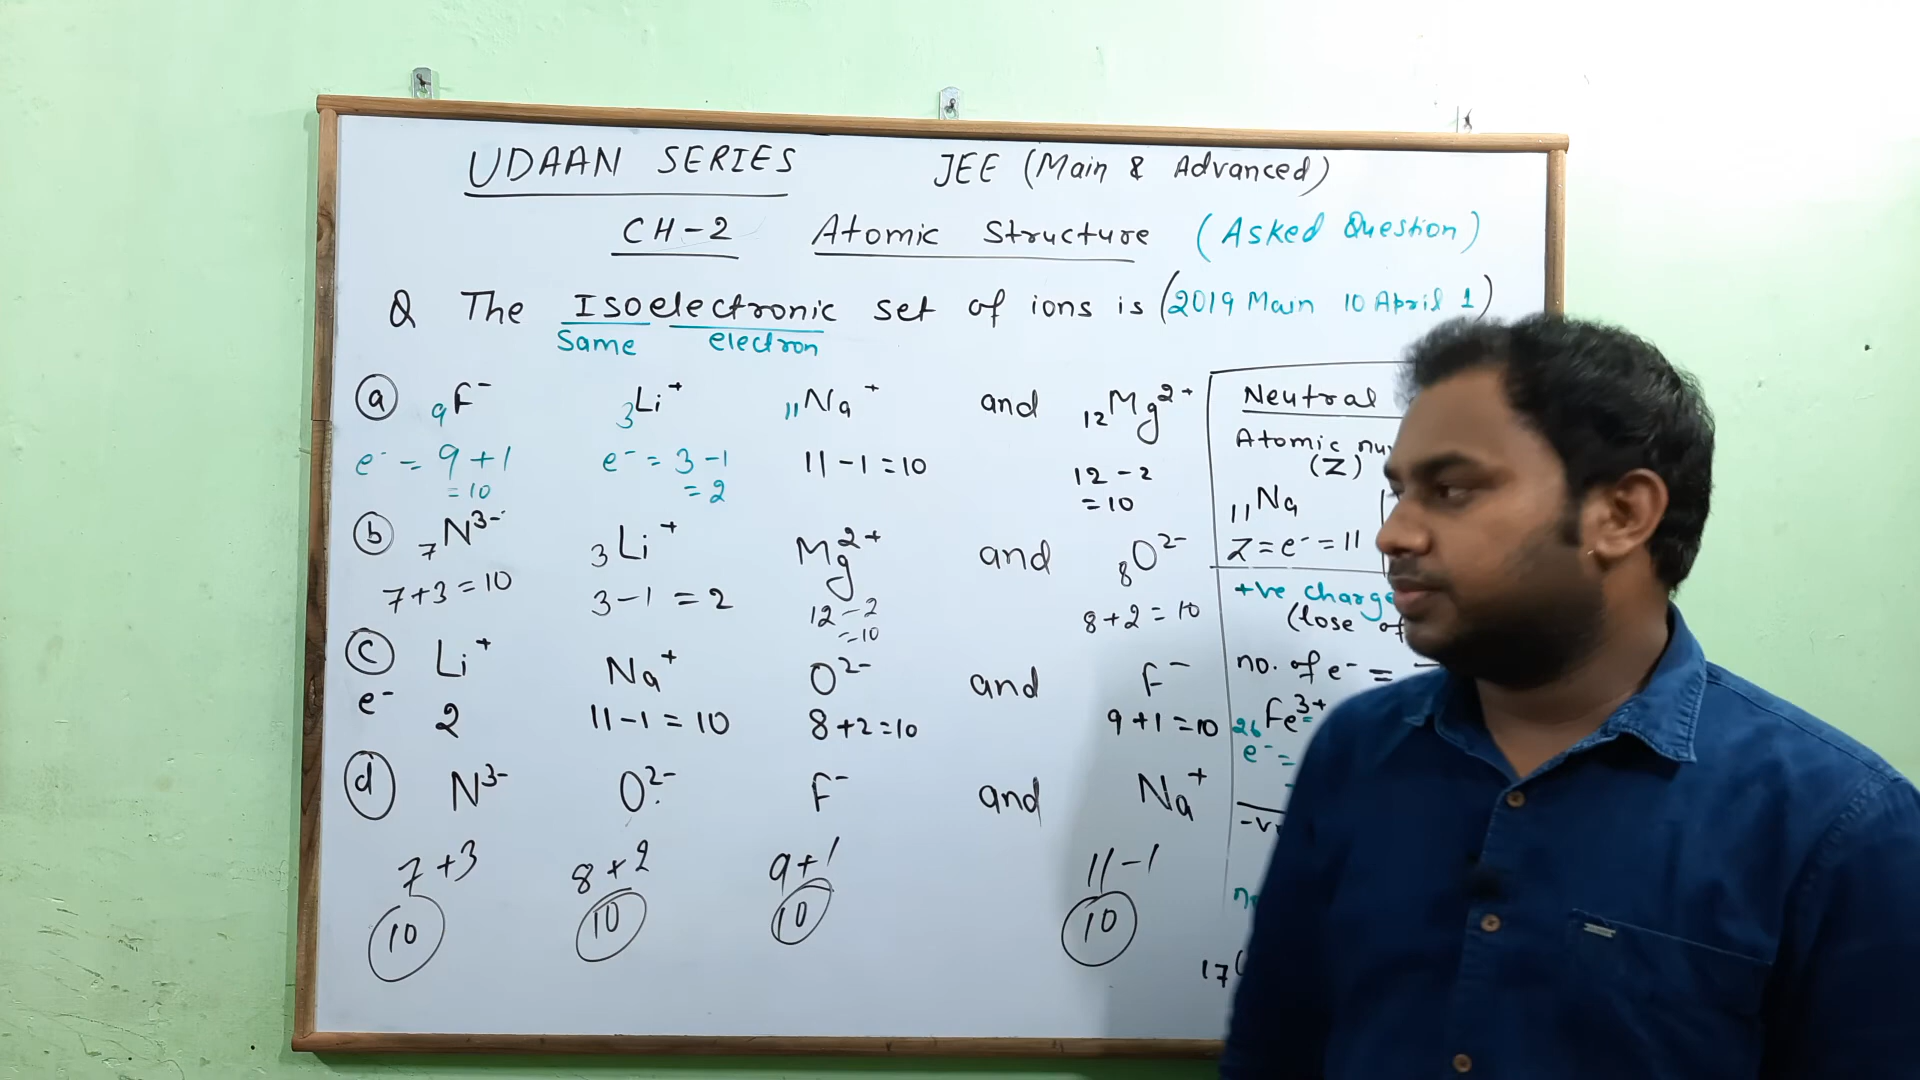 UDAAN SERIES JEE (Main & Advanced)
CH-2 Atomic Structure (Asked Question)
Q The Isoelectronic set of ions is (2019 Main 10 April 1)
Same electron
(a) ₉F⁻ ₃Li⁺ ₁₁Na⁺ and ₁₂Mg²⁺
e⁻ = 9+1 e⁻ = 3-1 11-1=10 12-2
=10 =2 =10
(b) ₇N³⁻ ₃Li⁺ Mg²⁺ and ₈O²⁻
7+3=10 3-1=2 12-2 8+2=10
=10
(c) Li⁺ Na⁺ O²⁻ and F⁻
e⁻ 2 11-1=10 8+2=10 9+1=10
(d) N³⁻ O²⁻ F⁻ and Na⁺
7+3 8+2 9+1 11-1
10 10 10 10
Neutral
Atomic
(Z)
₁₁Na
Z=e⁻=11
+ve charge
(lose of
no. of e⁻ =
₂₆Fe³⁺
e⁻=
17